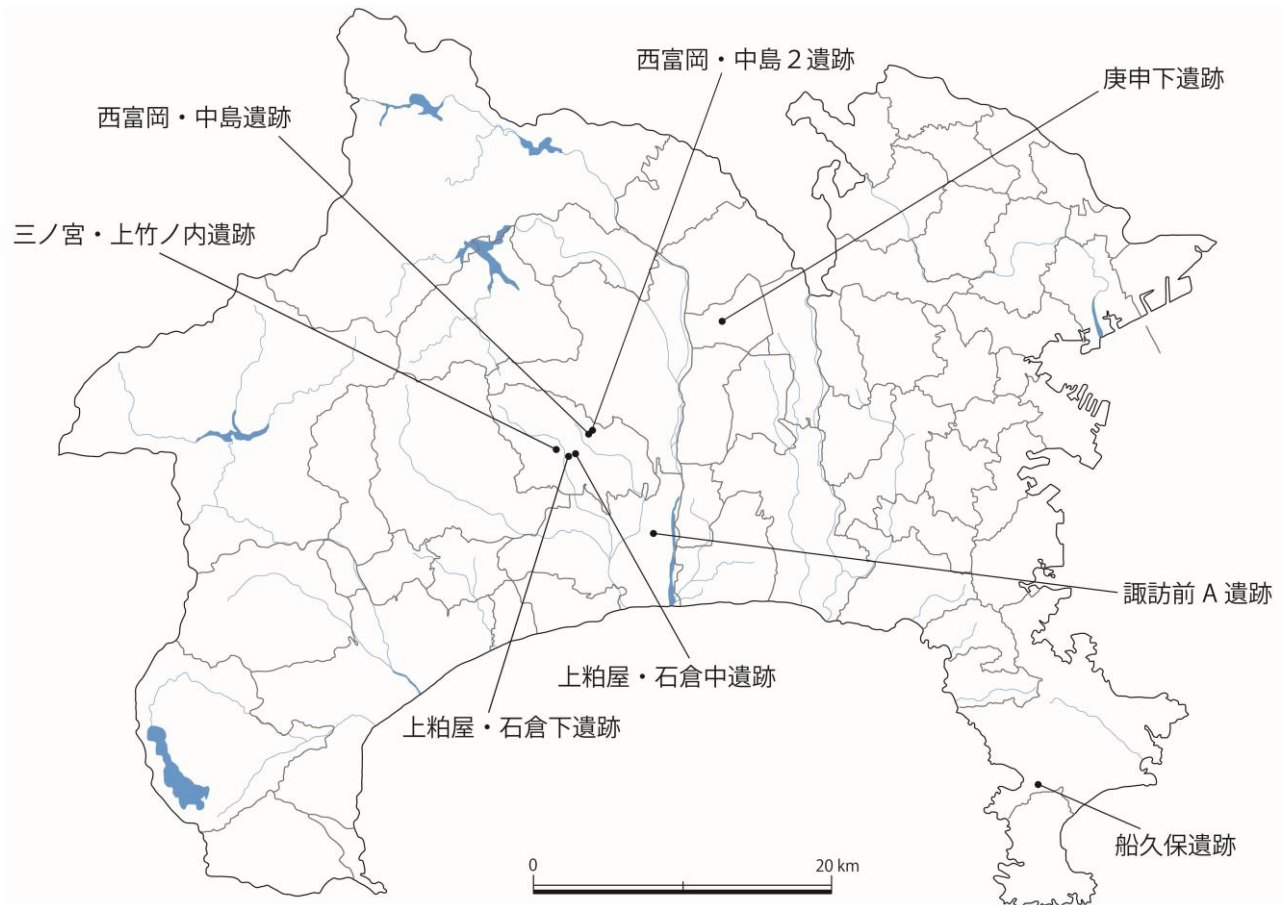 西富岡・中島２遺跡
庚申下遺跡
西富岡・中島遺跡
三ノ宮・上竹ノ内遺跡
諏訪前 A 遺跡
上粕屋・石倉中遺跡
上粕屋・石倉下遺跡
船久保遺跡
0
20 km